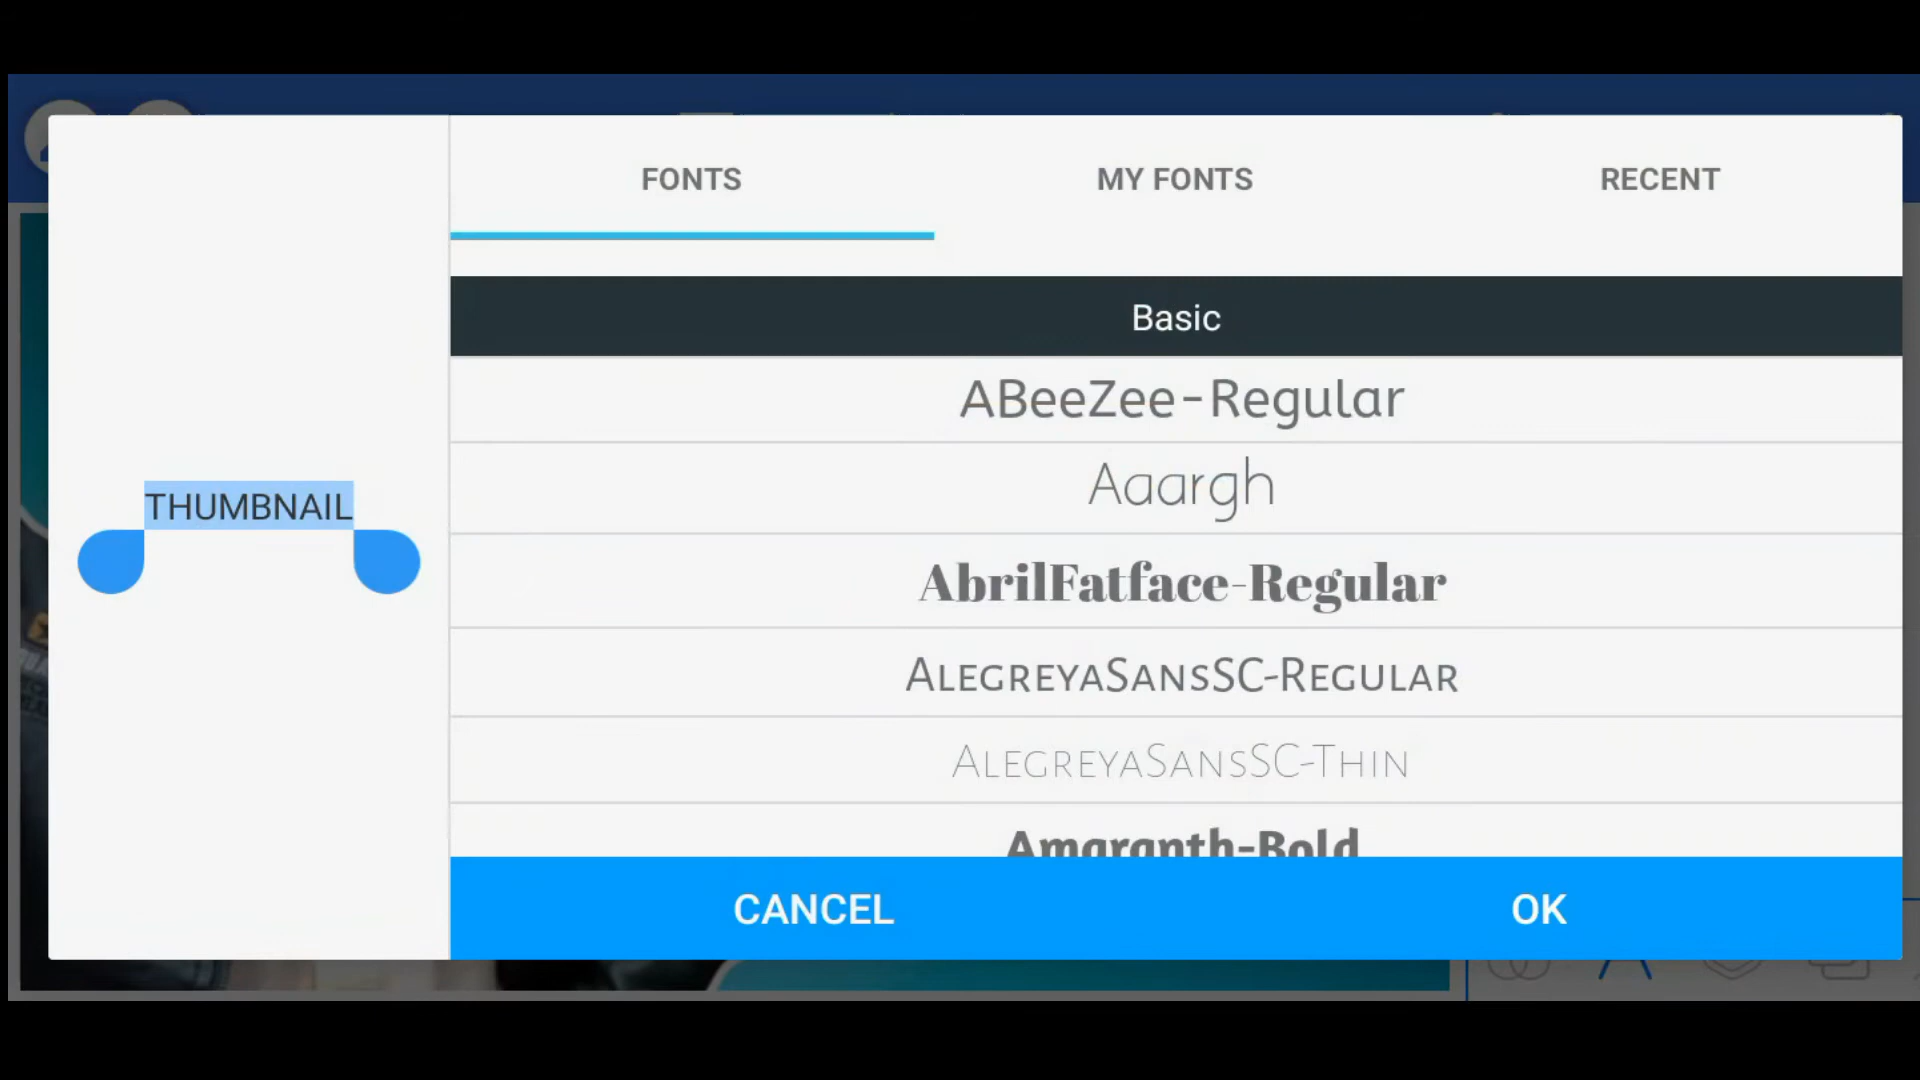 FONTS
MY FONTS
RECENT
Basic
THUMBNAIL
ABeeZee-Regular
Aaargh
AbrilFatface-Regular
AlegreyaSansSC-Regular
AlegreyaSansSC-Thin
Amaranth-Bold
CANCEL
OK